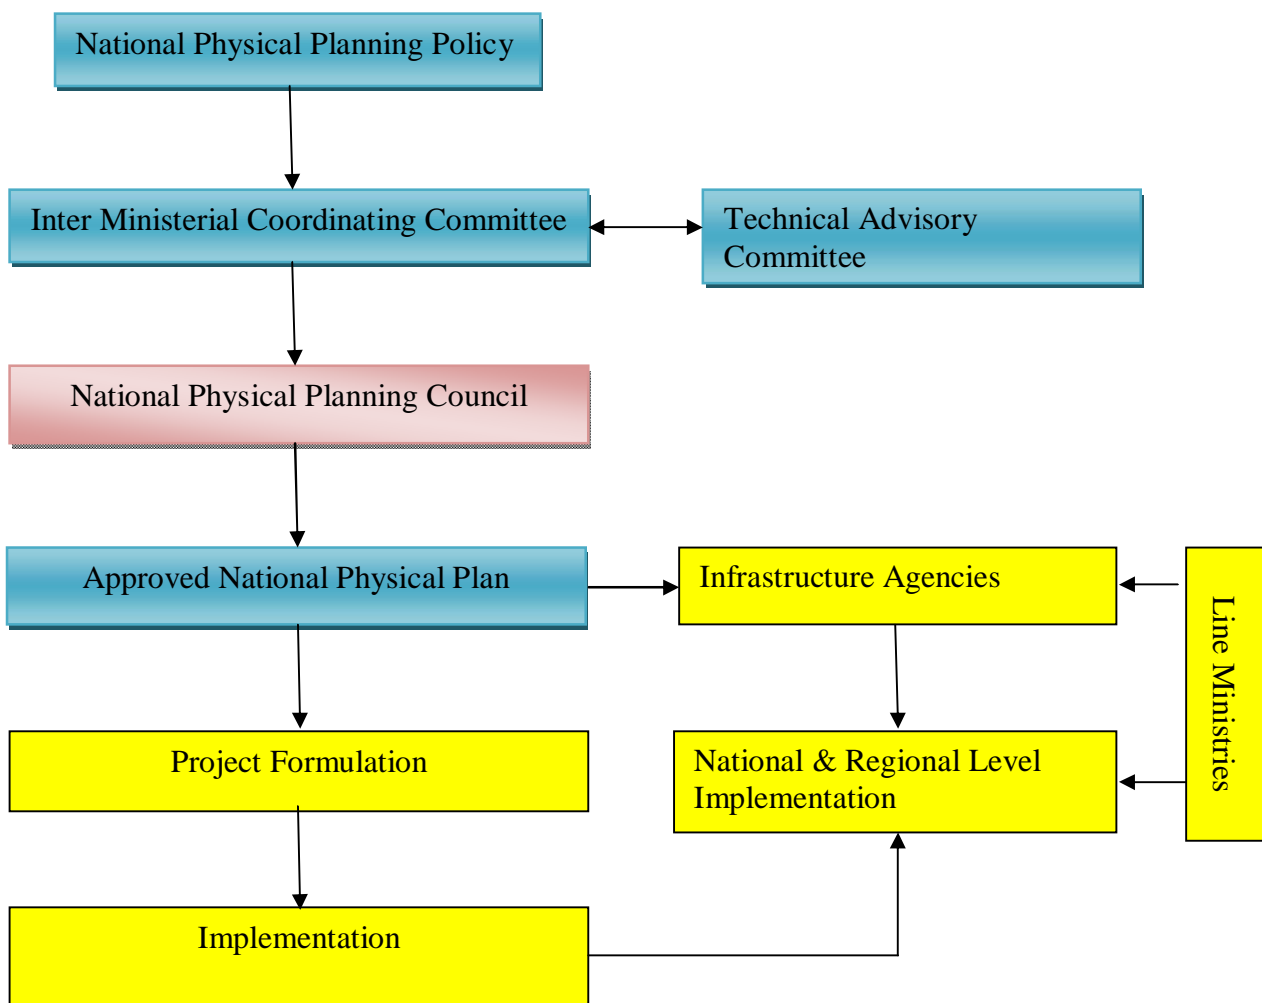 National Physical Planning Policy
Inter Ministerial Coordinating Committee
Technical Advisory
Committee
National Physical Planning Council
Approved National Physical Plan
Infrastructure Agencies
Line Ministries
Project Formulation
National & Regional Level
Implementation
Implementation